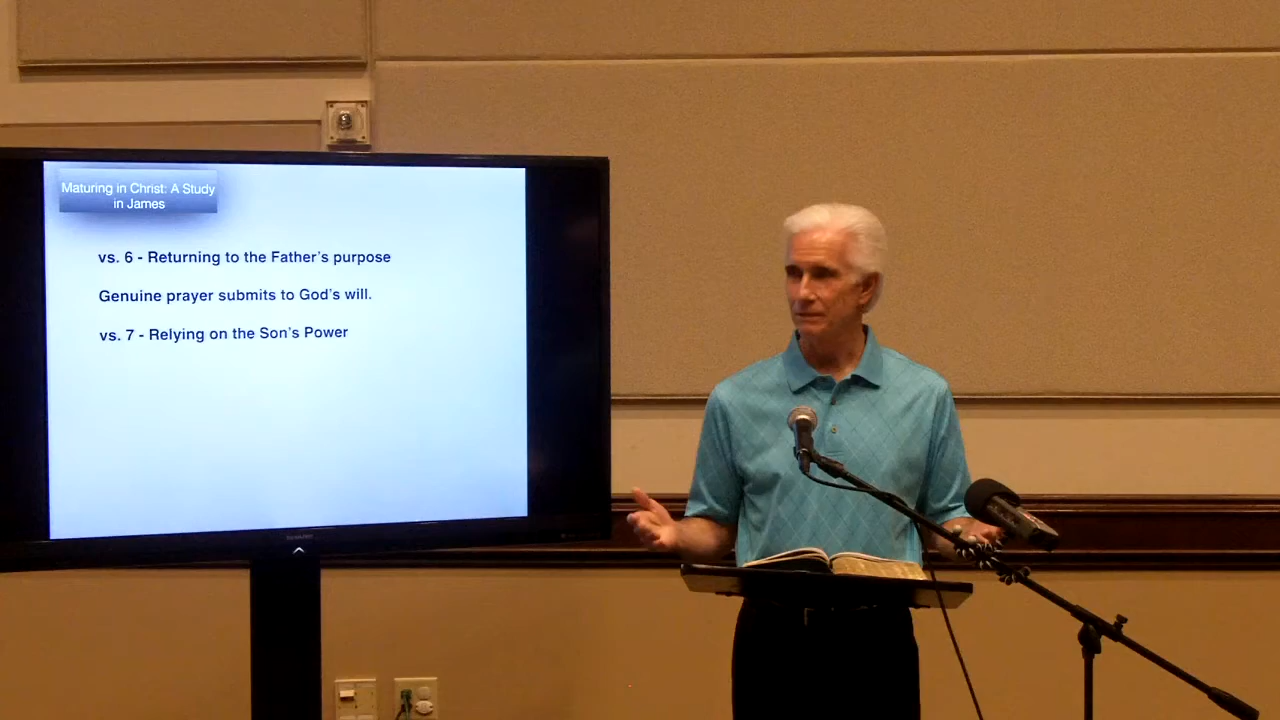 Maturing in Christ: A Study
in James
vs. 6 - Returning to the Father's purpose
Genuine prayer submits to God's will.
vs. 7 - Relying on the Son's Power